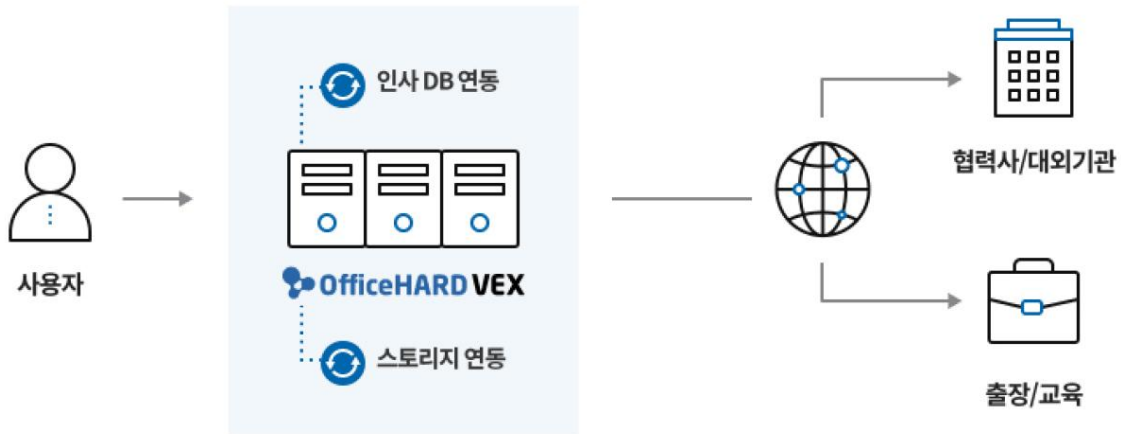 사용자
인사 DB 연동
OfficeHARD VEX
스토리지 연동
협력사/대외기관
출장/교육